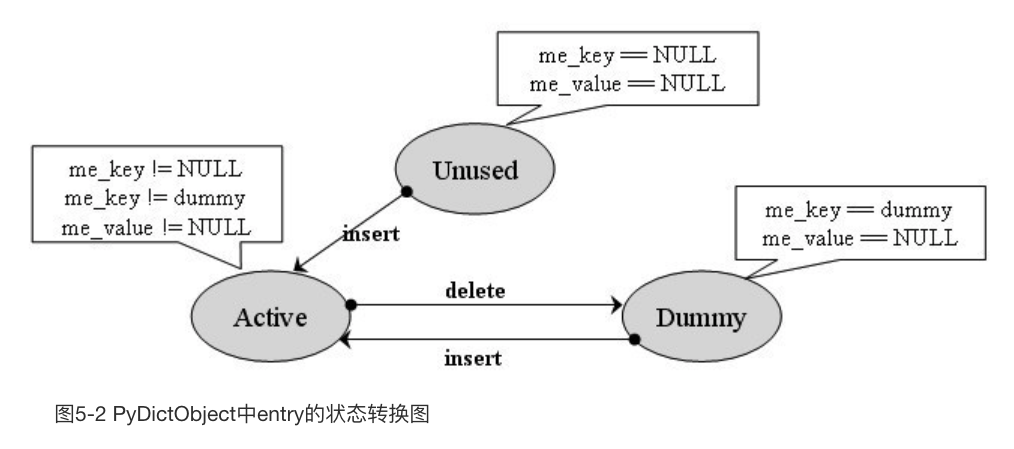 me_key == NULL
me_value == NULL
Unused
me_key != NULL
me_key != dummy
me_value != NULL
me_key == dummy
me_value == NULL
insert
Active
delete
Dummy
insert
图5-2 PyDictObject中entry的状态转换图